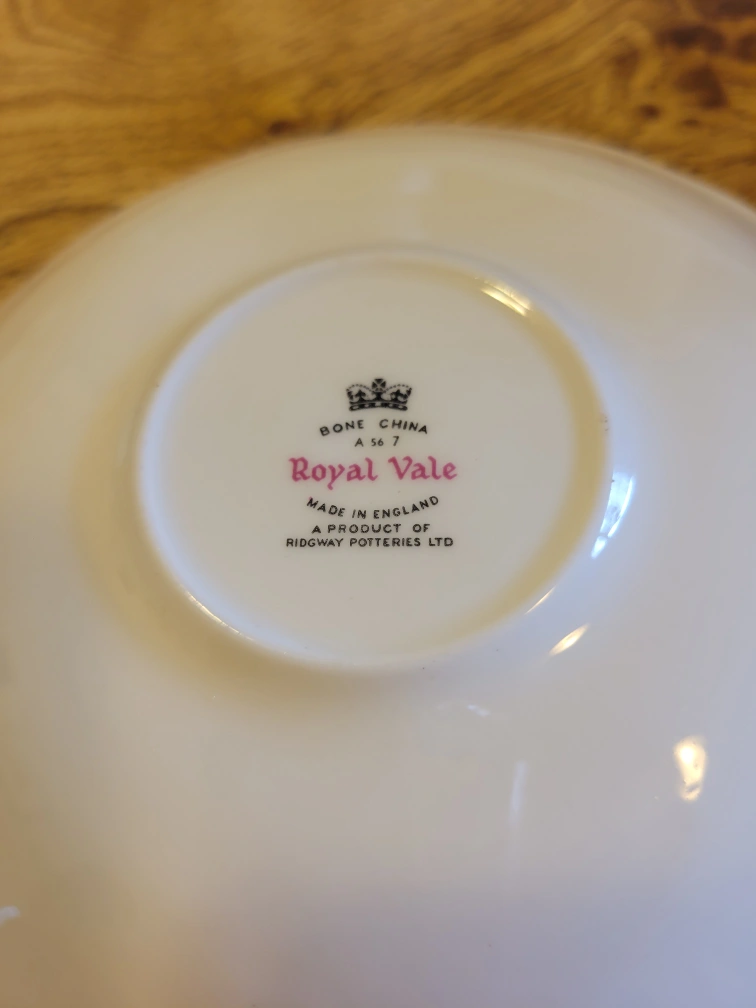 BONE CHINA
A 56 7
Royal Vale
MADE IN ENGLAND
A PRODUCT OF
RIDGWAY POTTERIES LTD